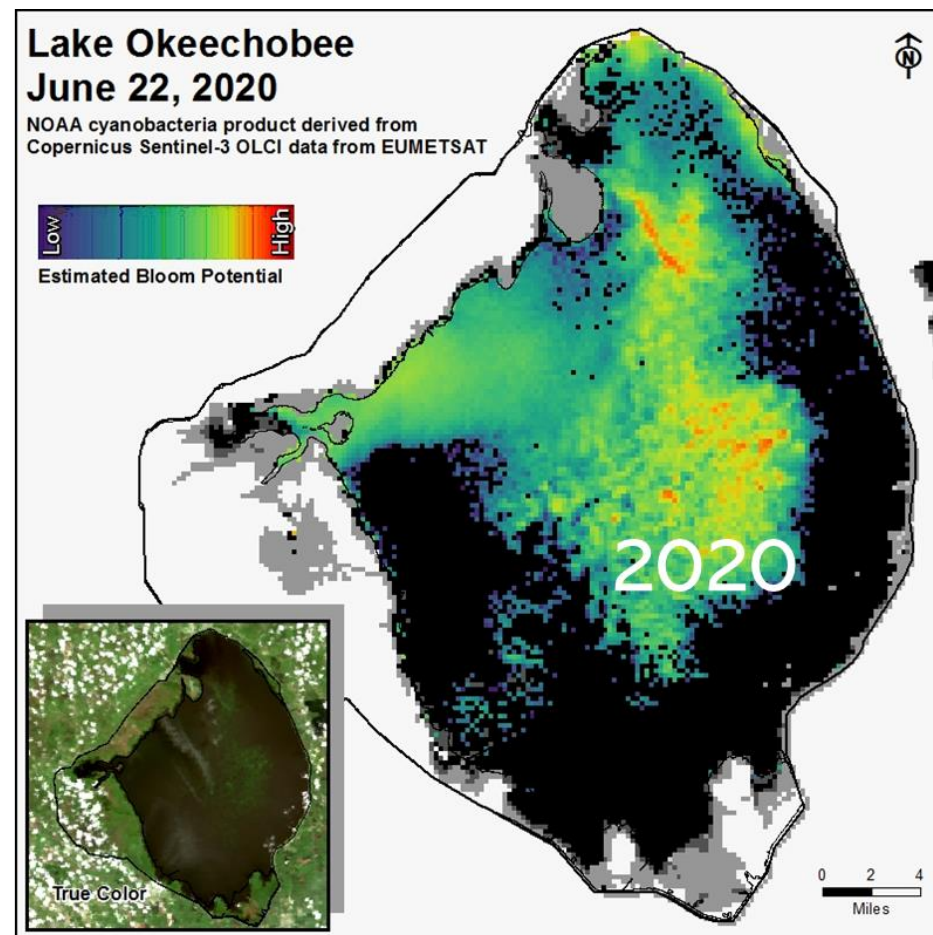 Lake Okeechobee
June 22, 2020
NOAA cyanobacteria product derived from
Copernicus Sentinel-3 OLCI data from EUMETSAT
N
Low
High
Estimated Bloom Potential
2020
True Color
0 2 4
Miles